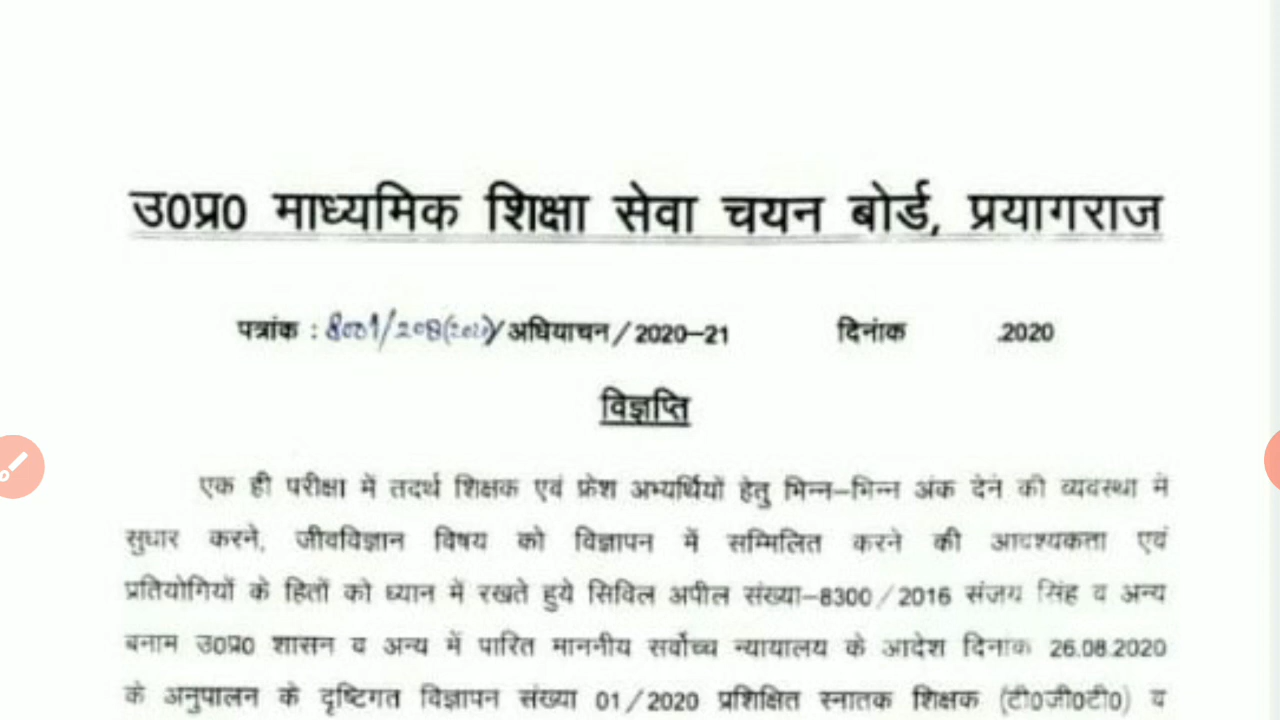 उ0प्र0 माध्यमिक शिक्षा सेवा चयन बोर्ड, प्रयागराज
पत्रांक : 8001/208(2020)/अधियाचन/2020–21 दिनांक .2020
विज्ञप्ति
एक ही परीक्षा में तदर्थ शिक्षक एवं फ्रेश अभ्यर्थियों हेतु भिन्न–भिन्न अंक देने की व्यवस्था में
सुधार करने, जीवविज्ञान विषय को विज्ञापन में सम्मिलित करने की आवश्यकता एवं
प्रतियोगियों के हितों को ध्यान में रखते हुये सिविल अपील संख्या–8300/2016 संजय सिंह व अन्य
बनाम उ0प्र0 शासन व अन्य में पारित माननीय सर्वोच्च न्यायालय के आदेश दिनांक 26.08.2020
के अनुपालन के दृष्टिगत विज्ञापन संख्या 01/2020 प्रशिक्षित स्नातक शिक्षक (टी0जी0टी0) व